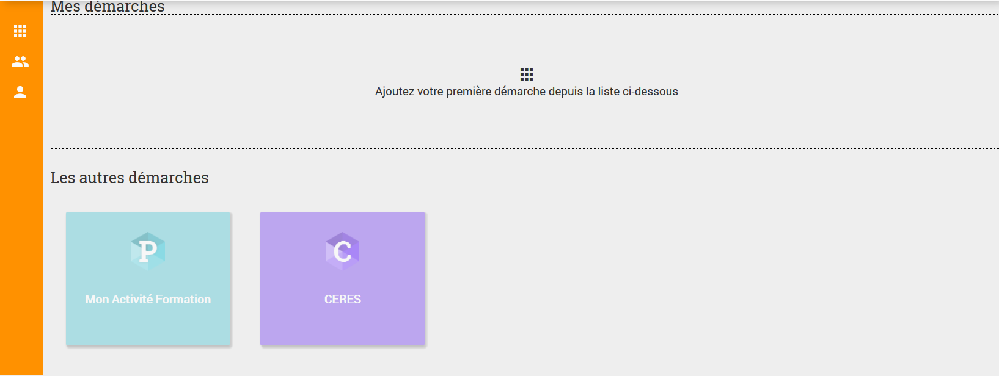 Mes démarches
Ajoutez votre première démarche depuis la liste ci-dessous
Les autres démarches
P
Mon Activité Formation
C
CERES